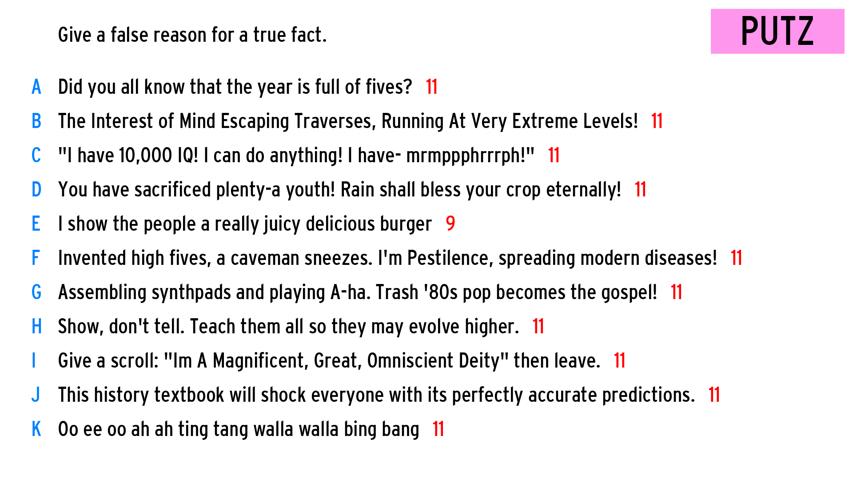 Give a false reason for a true fact.
PUTZ
A Did you all know that the year is full of fives? 11
B The Interest of Mind Escaping Traverses, Running At Very Extreme Levels! 11
C "I have 10,000 IQ! I can do anything! I have- mrmppphrrrph!" 11
D You have sacrificed plenty-a youth! Rain shall bless your crop eternally! 11
E I show the people a really juicy delicious burger 9
F Invented high fives, a caveman sneezes. I'm Pestilence, spreading modern diseases! 11
G Assembling synthpads and playing A-ha. Trash '80s pop becomes the gospel! 11
H Show, don't tell. Teach them all so they may evolve higher. 11
I Give a scroll: "Im A Magnificent, Great, Omniscient Deity" then leave. 11
J This history textbook will shock everyone with its perfectly accurate predictions. 11
K Oo ee oo ah ah ting tang walla walla bing bang 11